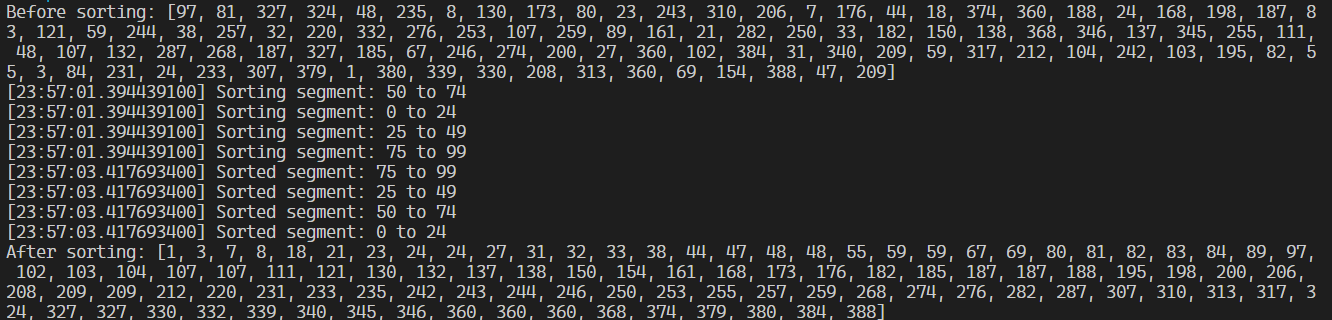 Before sorting: [97, 81, 327, 324, 48, 235, 8, 130, 173, 80, 23, 243, 310, 206, 7, 176, 44, 18, 374, 360, 188, 24, 168, 198, 187, 8
3, 121, 59, 244, 38, 257, 32, 220, 332, 276, 253, 107, 259, 89, 161, 21, 282, 250, 33, 182, 150, 138, 368, 346, 137, 345, 255, 111,
48, 107, 132, 287, 268, 187, 327, 185, 67, 246, 274, 200, 27, 360, 102, 384, 31, 340, 209, 59, 317, 212, 104, 242, 103, 195, 82, 5
5, 3, 84, 231, 24, 233, 307, 379, 1, 380, 339, 330, 208, 313, 360, 69, 154, 388, 47, 209]
[23:57:01.394439100] Sorting segment: 50 to 74
[23:57:01.394439100] Sorting segment: 0 to 24
[23:57:01.394439100] Sorting segment: 25 to 49
[23:57:01.394439100] Sorting segment: 75 to 99
[23:57:03.417693400] Sorted segment: 75 to 99
[23:57:03.417693400] Sorted segment: 25 to 49
[23:57:03.417693400] Sorted segment: 50 to 74
[23:57:03.417693400] Sorted segment: 0 to 24
After sorting: [1, 3, 7, 8, 18, 21, 23, 24, 24, 27, 31, 32, 33, 38, 44, 47, 48, 48, 55, 59, 59, 67, 69, 80, 81, 82, 83, 84, 89, 97,
102, 103, 104, 107, 107, 111, 121, 130, 132, 137, 138, 150, 154, 161, 168, 173, 176, 182, 185, 187, 187, 188, 195, 198, 200, 206,
208, 209, 209, 212, 220, 231, 233, 235, 242, 243, 244, 246, 250, 253, 255, 257, 259, 268, 274, 276, 282, 287, 307, 310, 313, 317, 3
24, 327, 327, 330, 332, 339, 340, 345, 346, 360, 360, 360, 368, 374, 379, 380, 384, 388]